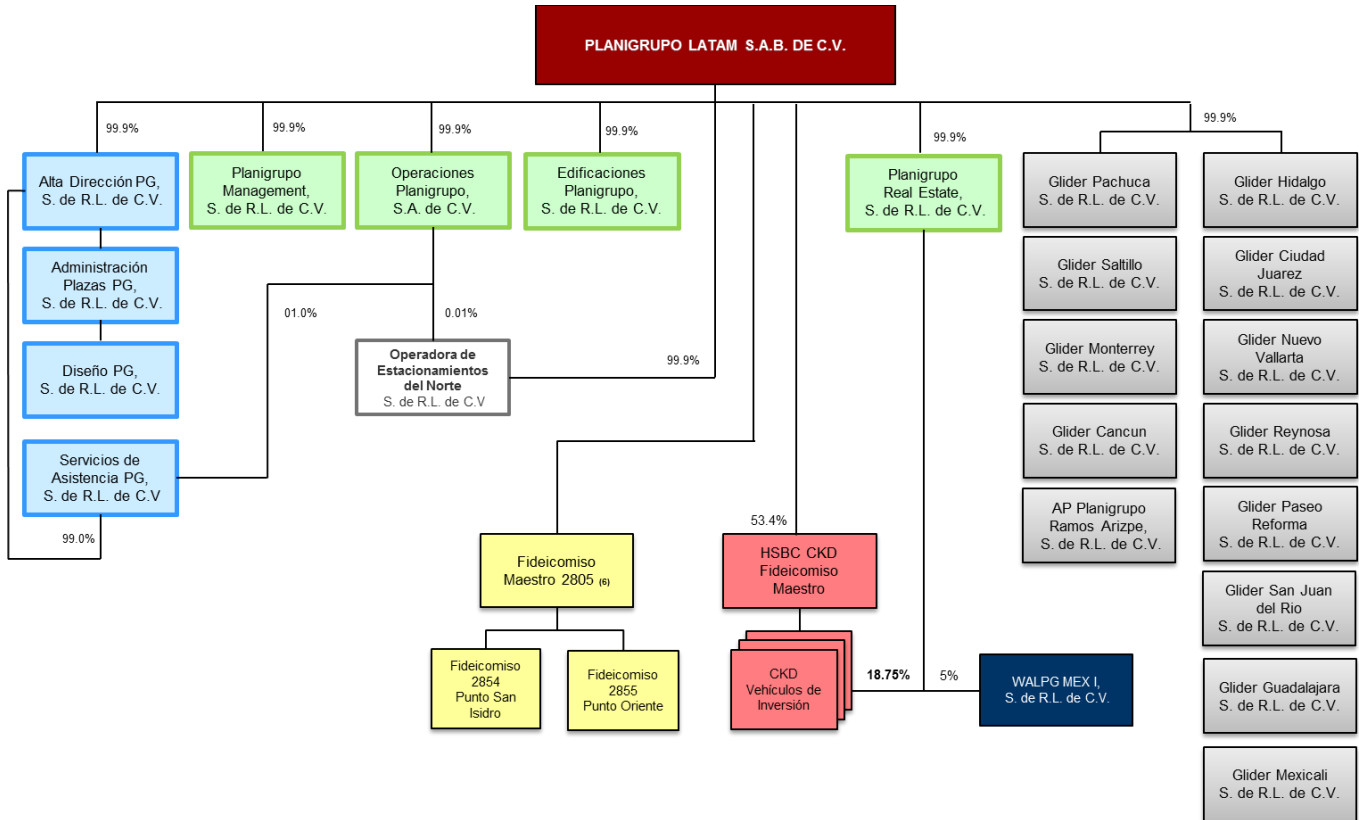 PLANIGRUPO LATAM S.A.B. DE C.V.
99.9%
99.9%
99.9%
99.9%
99.9%
99.9%
Alta Dirección PG,
S. de R.L. de C.V.
Planigrupo
Management,
S. de R.L. de C.V.
Operaciones
Planigrupo,
S.A. de C.V.
Edificaciones
Planigrupo,
S. de R.L. de C.V.
Planigrupo
Real Estate,
S. de R.L. de C.V.
Glider Pachuca
S. de R.L. de C.V.
Glider Hidalgo
S. de R.L. de C.V.
Administración
Plazas PG,
S. de R.L. de C.V.
Glider Saltillo
S. de R.L. de C.V.
Glider Ciudad
Juarez
S. de R.L. de C.V.
01.0%
0.01%
Diseño PG,
S. de R.L. de C.V.
Operadora de
Estacionamientos
del Norte
S. de R.L. de C.V
99.9%
Glider Monterrey
S. de R.L. de C.V.
Glider Nuevo
Vallarta
S. de R.L. de C.V.
Servicios de
Asistencia PG,
S. de R.L. de C.V
99.0%
Glider Cancun
S. de R.L. de C.V.
Glider Reynosa
S. de R.L. de C.V.
AP Planigrupo
Ramos Arizpe,
S. de R.L. de C.V.
Glider Paseo
Reforma
S. de R.L. de C.V.
53.4%
Fideicomiso
Maestro 2805 (6)
HSBC CKD
Fideicomiso
Maestro
Glider San Juan
del Rio
S. de R.L. de C.V.
Fideicomiso
2854
Punto San
Isidro
Fideicomiso
2855
Punto Oriente
CKD
Vehículos de
Inversión
18.75%
5%
WALPG MEX I,
S. de R.L. de C.V.
Glider Guadalajara
S. de R.L. de C.V.
Glider Mexicali
S. de R.L. de C.V.